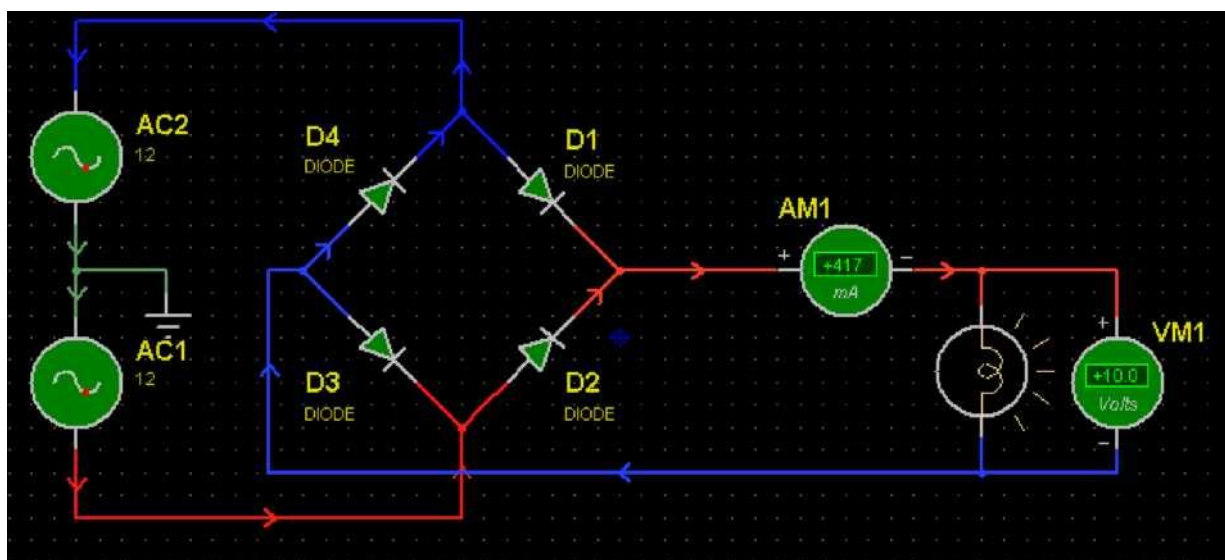 AC2
12
D4
DIODE
D1
DIODE
AM1
+ −
+417
mA
AC1
12
D3
DIODE
D2
DIODE
VM1
+
+10.0
Volts
−